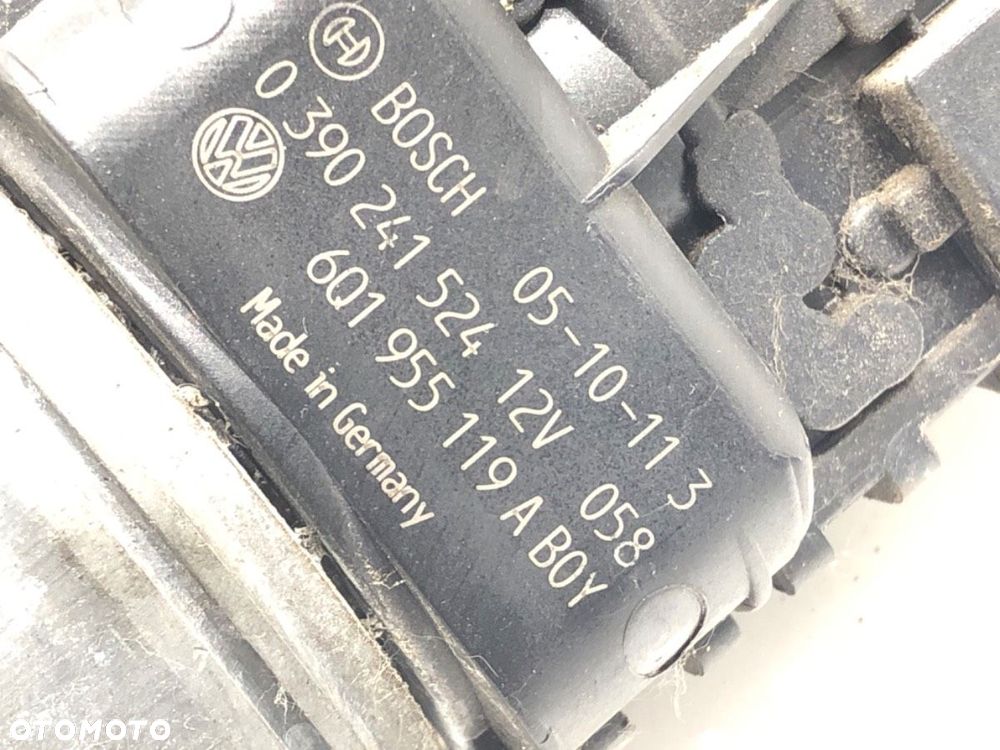 BOSCH 05-10-11 3
0 390 241 524 12V 058
6Q1 955 119 A BOY
Made in Germany
OTOMOTO